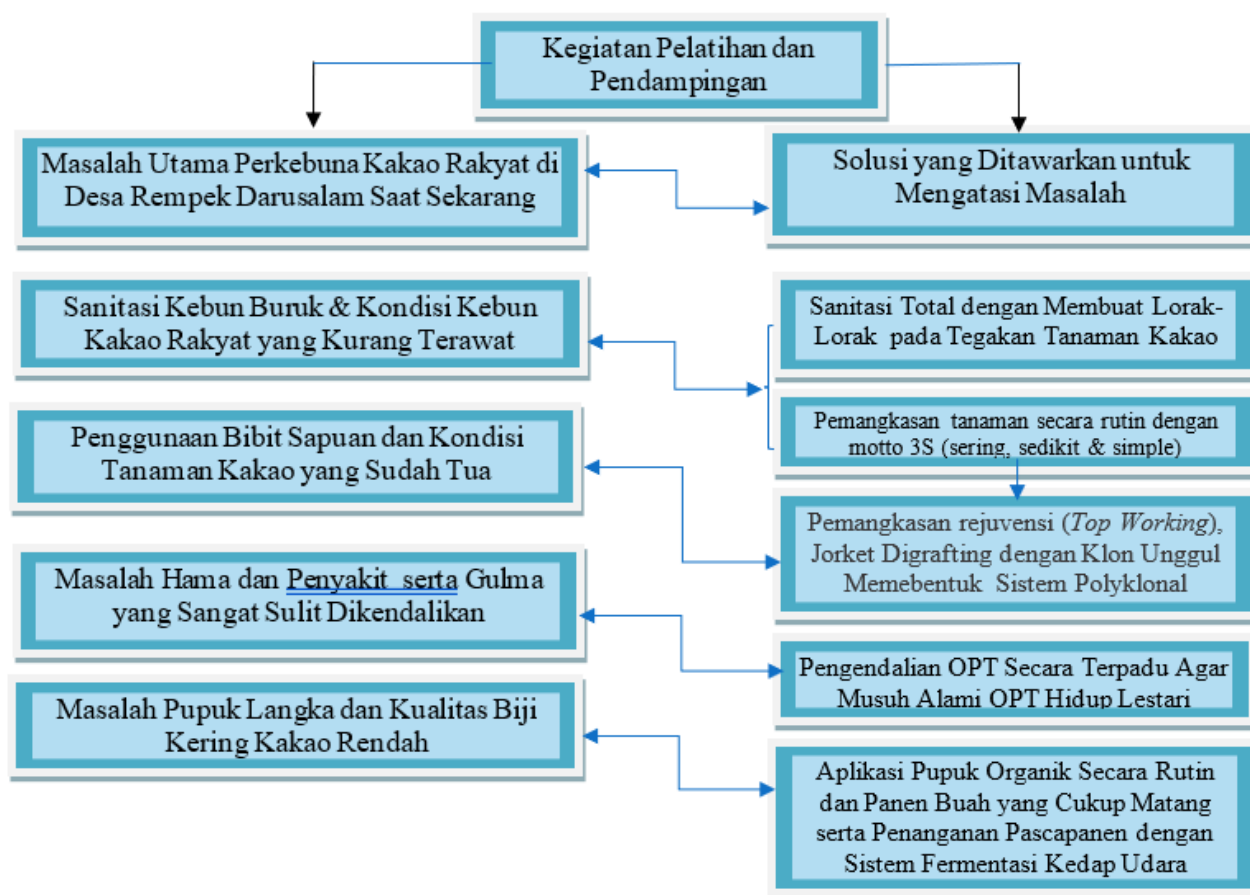 Kegiatan Pelatihan dan
Pendampingan
Masalah Utama Perkebuna Kakao Rakyat di
Desa Rempek Darusalam Saat Sekarang
Solusi yang Ditawarkan untuk
Mengatasi Masalah
Sanitasi Kebun Buruk & Kondisi Kebun
Kakao Rakyat yang Kurang Terawat
Sanitasi Total dengan Membuat Lorak-
Lorak pada Tegakan Tanaman Kakao
Pemangkasan tanaman secara rutin dengan
motto 3S (sering, sedikit & simple)
Penggunaan Bibit Sapuan dan Kondisi
Tanaman Kakao yang Sudah Tua
Pemangkasan rejuvensi (Top Working),
Jorket Digrafting dengan Klon Unggul
Memebentuk Sistem Polyklonal
Masalah Hama dan Penyakit serta Gulma
yang Sangat Sulit Dikendalikan
Pengendalian OPT Secara Terpadu Agar
Musuh Alami OPT Hidup Lestari
Masalah Pupuk Langka dan Kualitas Biji
Kering Kakao Rendah
Aplikasi Pupuk Organik Secara Rutin
dan Panen Buah yang Cukup Matang
serta Penanganan Pascapanen dengan
Sistem Fermentasi Kedap Udara